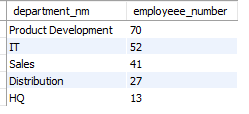 department_nm employeee_number
Product Development 70
IT 52
Sales 41
Distribution 27
HQ 13